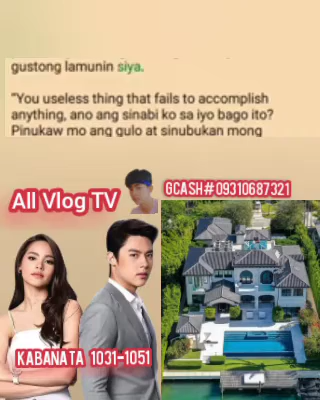 gustong lamunin siya.
"You useless thing that fails to accomplish
anything, ano ang sinabi ko sa iyo bago ito?
Pinukaw mo ang gulo at sinubukan mong
GCASH# 09310687321
All Vlog TV
KABANATA 1031-1051